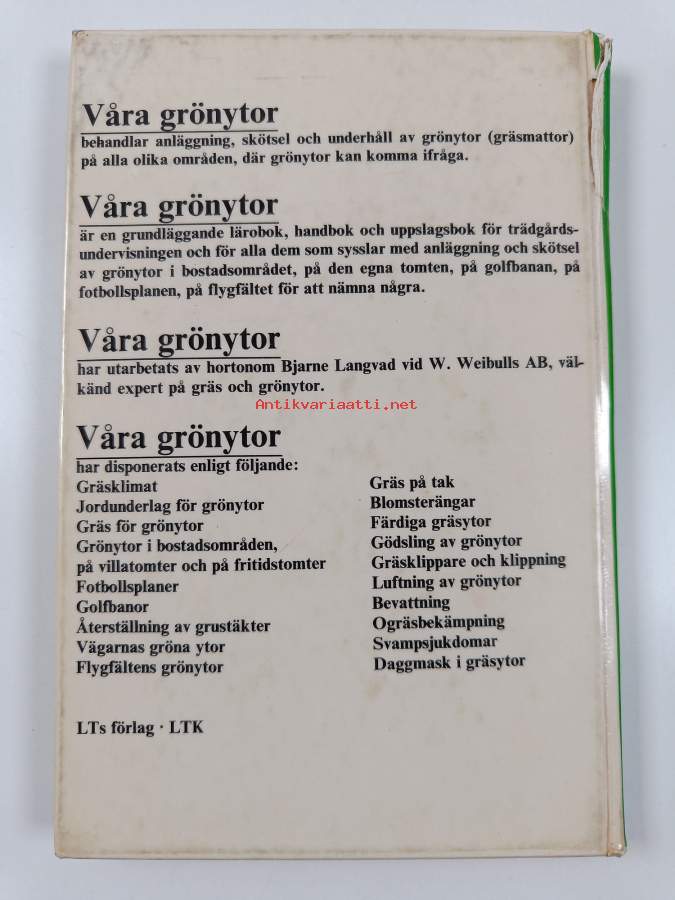 Våra grönytor
behandlar anläggning, skötsel och underhåll av grönytor (gräsmattor)
på alla olika områden, där grönytor kan komma ifråga.
Våra grönytor
är en grundläggande lärobok, handbok och uppslagsbok för trädgårds-
undervisningen och för alla dem som sysslar med anläggning och skötsel
av grönytor i bostadsområdet, på den egna tomten, på golfbanan, på
fotbollsplanen, på flygfältet för att nämna några.
Våra grönytor
har utarbetats av hortonom Bjarne Langvad vid W. Weibulls AB, väl-
känd expert på gräs och grönytor.
Antikvariaatti.net
Våra grönytor
har disponerats enligt följande:
Gräsklimat
Jordunderlag för grönytor
Gräs för grönytor
Grönytor i bostadsområden,
på villatomter och på fritidstomter
Fotbollsplaner
Golfbanor
Återställning av grustäkter
Vägarnas gröna ytor
Flygfältens grönytor
Gräs på tak
Blomsterängar
Färdiga gräsytor
Gödsling av grönytor
Gräsklippare och klippning
Luftning av grönytor
Bevattning
Ogräsbekämpning
Svampsjukdomar
Daggmask i gräsytor
LTs förlag · LTK